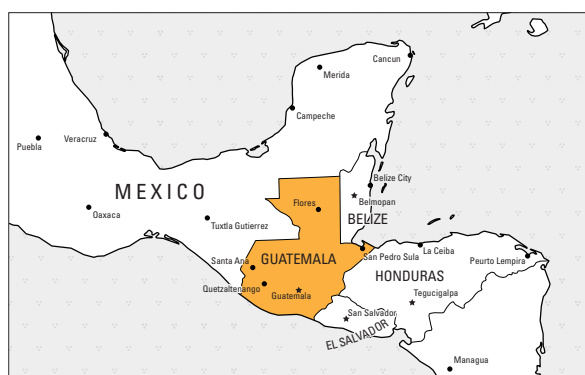 Cancun
Merida
Campeche
Veracruz
Puebla
Belize City
MEXICO
Belmopan
Flores
Oaxaca
BELIZE
Tuxtla Gutierrez
San Pedro Sula
La Ceiba
GUATEMALA
Santa Ana
Peurto Lempira
HONDURAS
Quetzaltenango
Guatemala
Tegucigalpa
San Salvador
EL SALVADOR
Managua